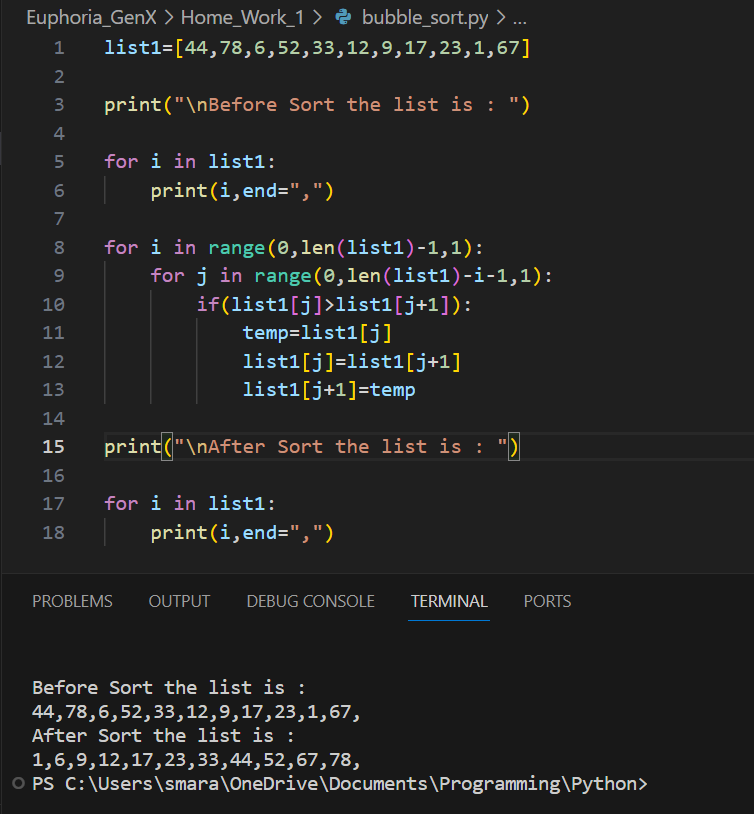 Euphoria_GenX > Home_Work_1 > bubble_sort.py > ...
1 list1=[44,78,6,52,33,12,9,17,23,1,67]
2
3 print("\nBefore Sort the list is : ")
4
5 for i in list1:
6     print(i,end=",")
7
8 for i in range(0,len(list1)-1,1):
9     for j in range(0,len(list1)-i-1,1):
10         if(list1[j]>list1[j+1]):
11             temp=list1[j]
12             list1[j]=list1[j+1]
13             list1[j+1]=temp
14
15 print("\nAfter Sort the list is : ")
16
17 for i in list1:
18     print(i,end=",")
PROBLEMS OUTPUT DEBUG CONSOLE TERMINAL PORTS
Before Sort the list is :
44,78,6,52,33,12,9,17,23,1,67,
After Sort the list is :
1,6,9,12,17,23,33,44,52,67,78,
PS C:\Users\smara\OneDrive\Documents\Programming\Python>